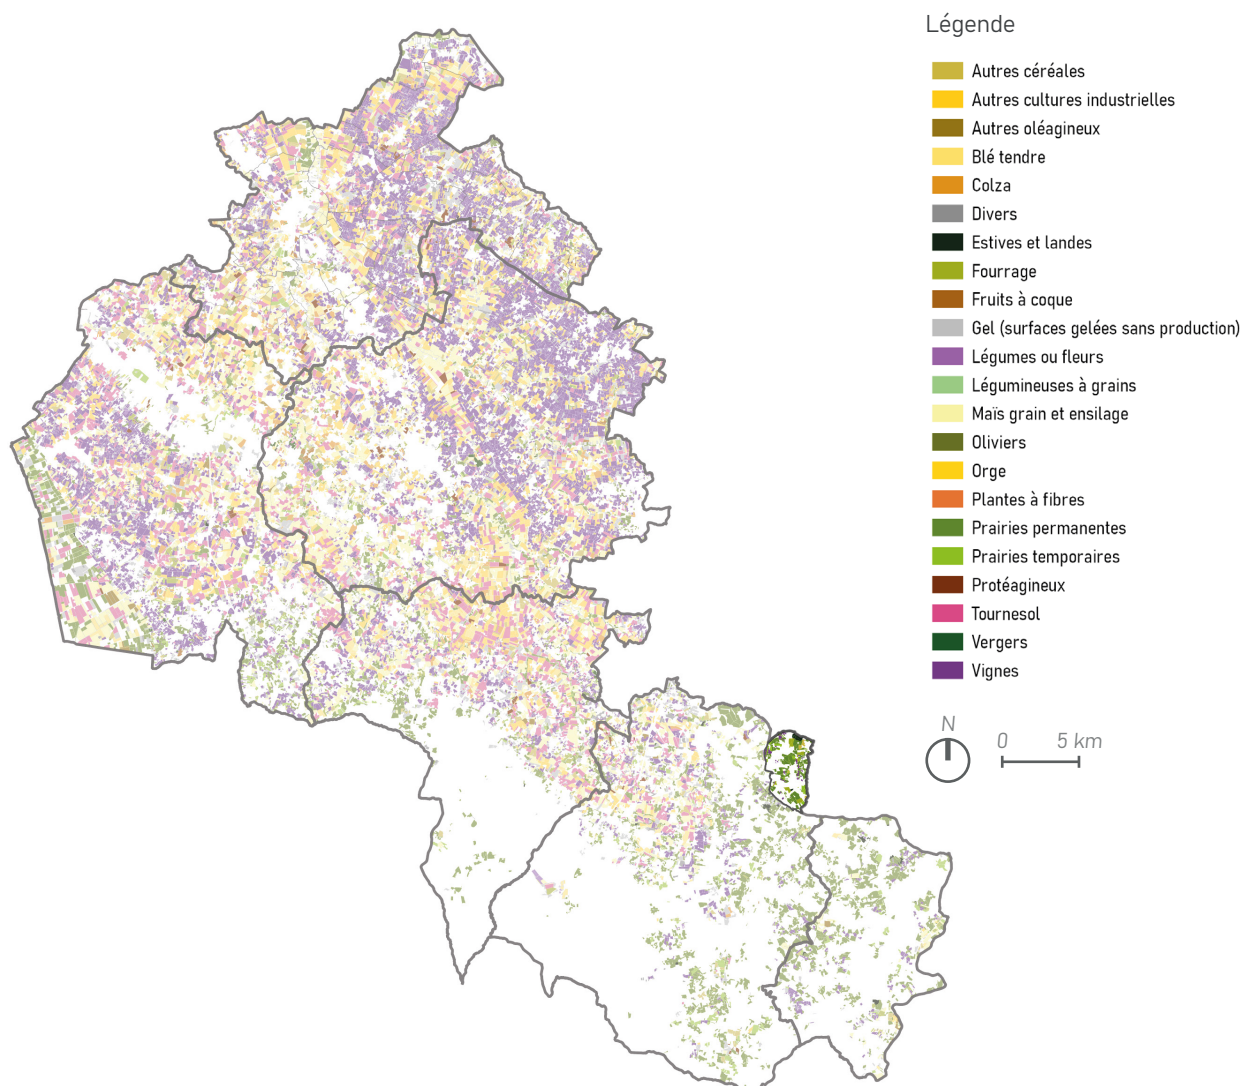 Légende
Autres céréales
Autres cultures industrielles
Autres oléagineux
Blé tendre
Colza
Divers
Estives et landes
Fourrage
Fruits à coque
Gel (surfaces gelées sans production)
Légumes ou fleurs
Légumineuses à grains
Maïs grain et ensilage
Oliviers
Orge
Plantes à fibres
Prairies permanentes
Prairies temporaires
Protéagineux
Tournesol
Vergers
Vignes
N
0 5 km